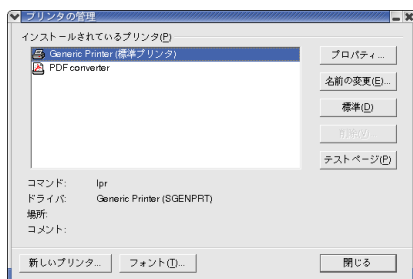 プリンタの管理
インストールされているプリンタ(P)
Generic Printer (標準プリンタ)
PDF converter
プロパティ...
名前の変更(E)...
標準(D)
削除(V)...
テストページ(P)
コマンド: lpr
ドライバ: Generic Printer (SGENPRT)
場所:
コメント:
新しいプリンタ...
フォント(T)...
閉じる